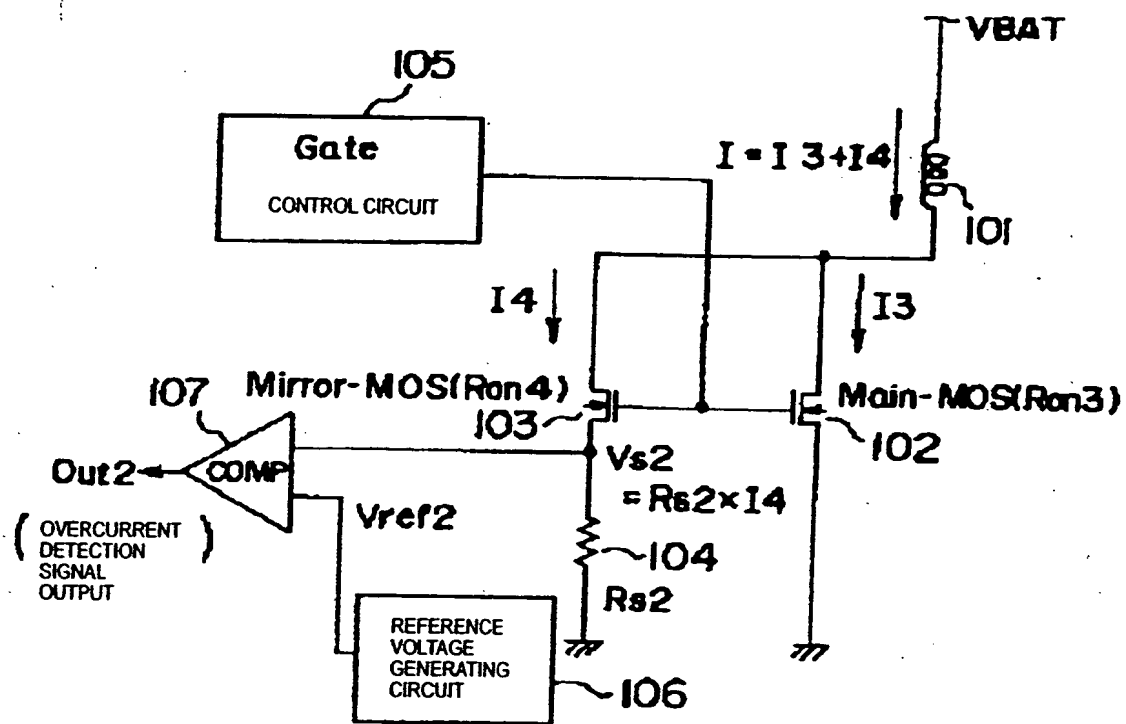 VBAT
105
Gate
CONTROL CIRCUIT
I = I3+I4
101
I4
I3
107
Mirror-MOS(Ron4)
103
Main-MOS(Ron3)
102
Out2
COMP
Vs2
= Rs2×I4
Vref2
( OVERCURRENT )
DETECTION
SIGNAL
OUTPUT
104
Rs2
REFERENCE
VOLTAGE
GENERATING
CIRCUIT
106